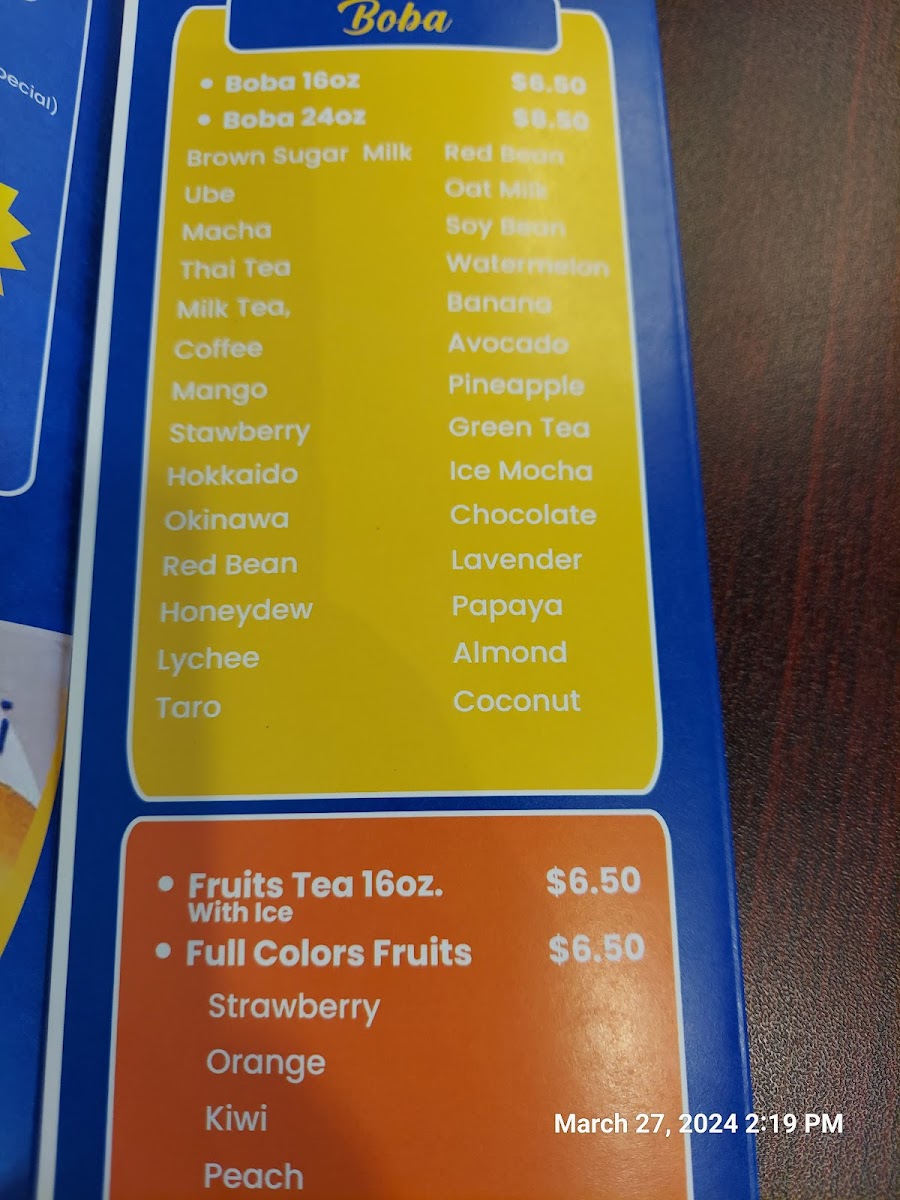 pecial)
Boba
• Boba 16oz $6.50
• Boba 24oz $8.50
Brown Sugar Milk Red Bean
Ube Oat Milk
Macha Soy Bean
Thai Tea Watermelon
Milk Tea, Banana
Coffee Avocado
Mango Pineapple
Stawberry Green Tea
Hokkaido Ice Mocha
Okinawa Chocolate
Red Bean Lavender
Honeydew Papaya
Lychee Almond
Taro Coconut
• Fruits Tea 16oz. $6.50
With Ice
• Full Colors Fruits $6.50
Strawberry
Orange
Kiwi
Peach
March 27, 2024 2:19 PM